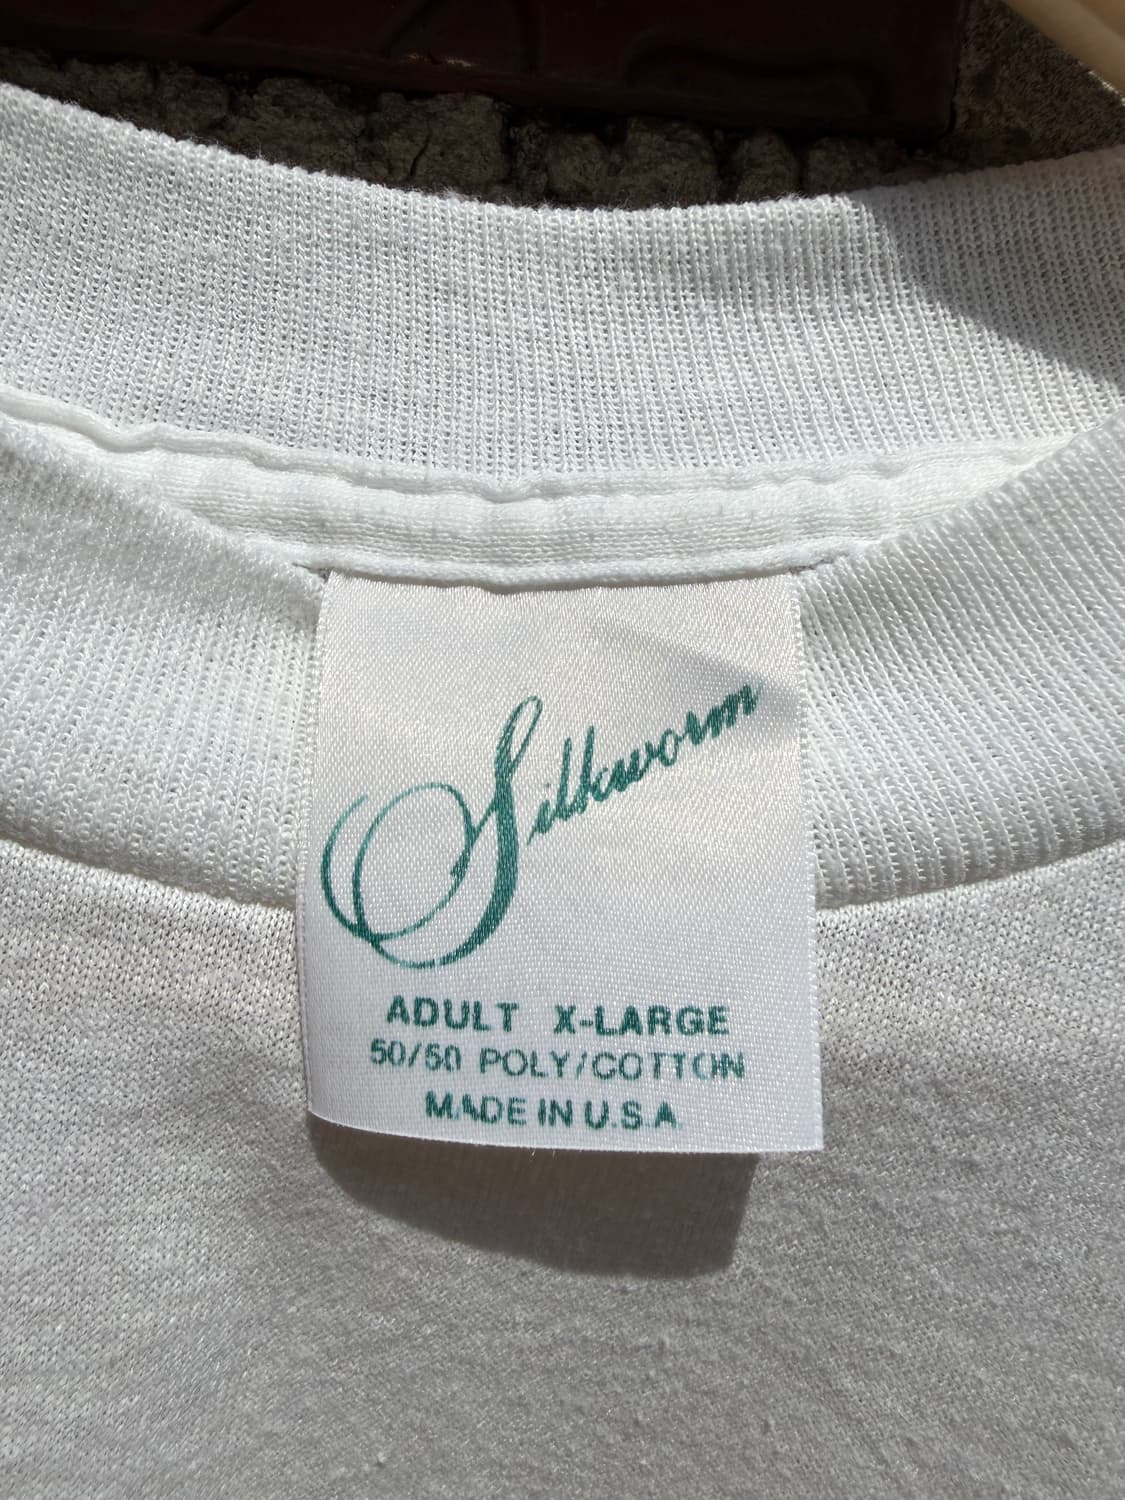 Silkworm
ADULT X-LARGE
50/50 POLY/COTTON
MADE IN U.S.A.